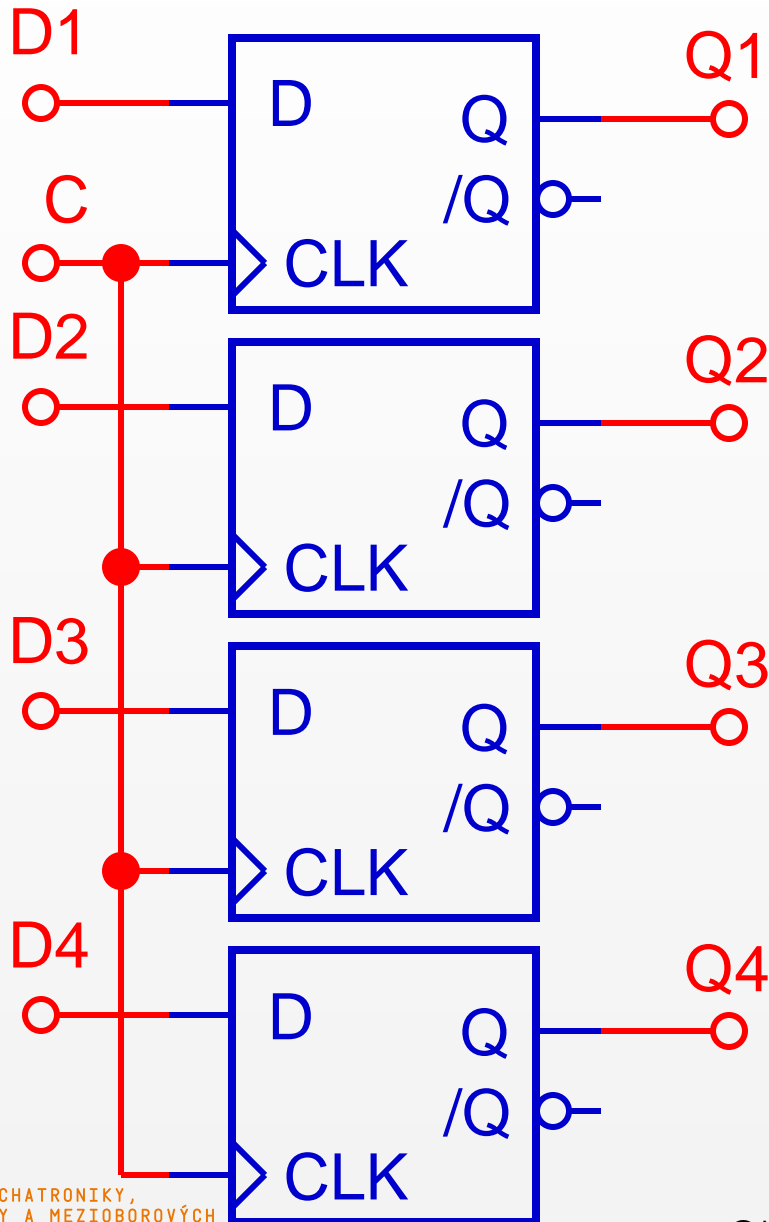 D1
Q1
D
Q
/Q
C
CLK
D2
Q2
D
Q
/Q
CLK
D3
Q3
D
Q
/Q
CLK
D4
Q4
D
Q
/Q
CLK
CHATRONIKY,
Y A MEZIOBOROVÝCH